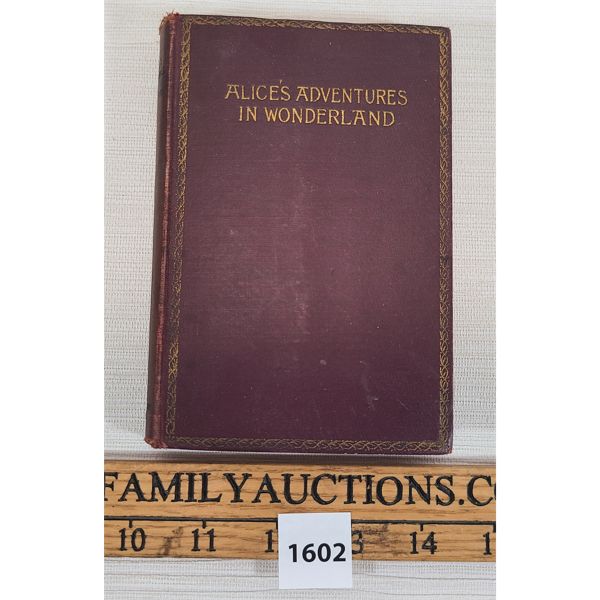 ALICE'S ADVENTURES
IN WONDERLAND
FAMILYAUCTIONS.C
10 11 1 3 14 1
1602